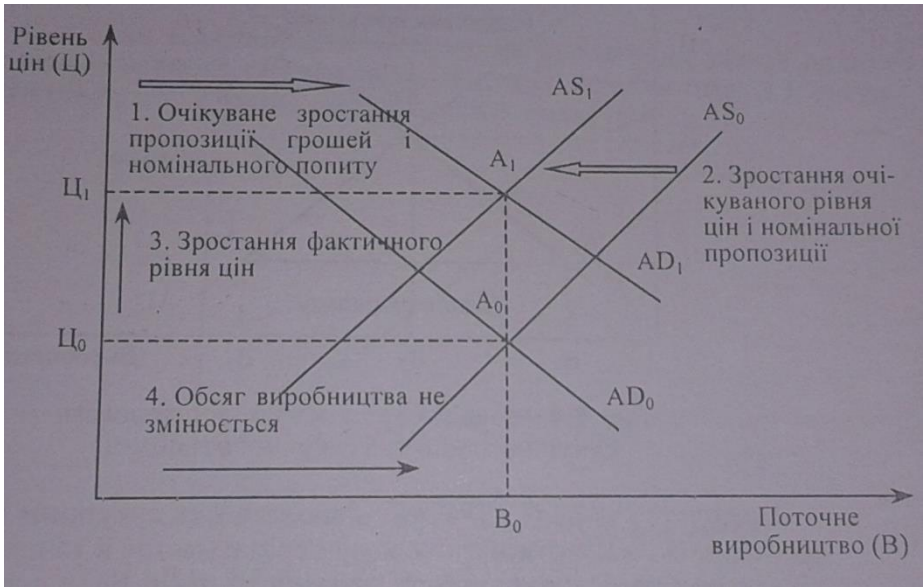 Рівень
цін (Ц)
AS₁
AS₀
1. Очікуване зростання
пропозиції грошей і
номінального попиту
A₁
2. Зростання очі-
куваного рівня
цін і номінальної
пропозиції
Ц₁
3. Зростання фактичного
рівня цін
AD₁
A₀
Ц₀
4. Обсяг виробництва не
змінюється
AD₀
B₀
Поточне
виробництво (В)